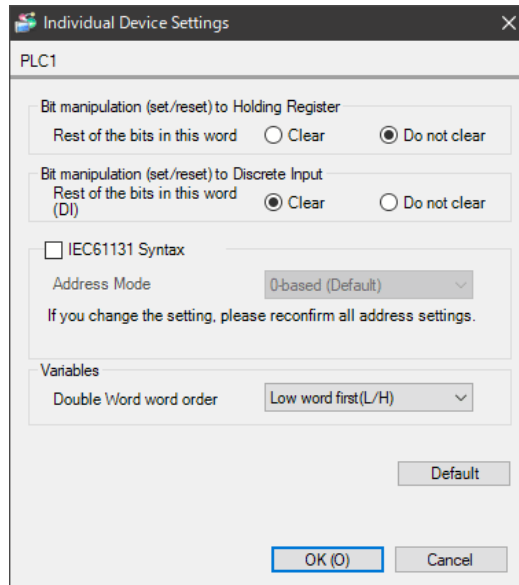 Individual Device Settings
PLC1
Bit manipulation (set/reset) to Holding Register
Rest of the bits in this word Clear Do not clear
Bit manipulation (set/reset) to Discrete Input
Rest of the bits in this word
(DI) Clear Do not clear
IEC61131 Syntax
Address Mode 0-based (Default)
If you change the setting, please reconfirm all address settings.
Variables
Double Word word order Low word first(L/H)
Default
OK (O) Cancel